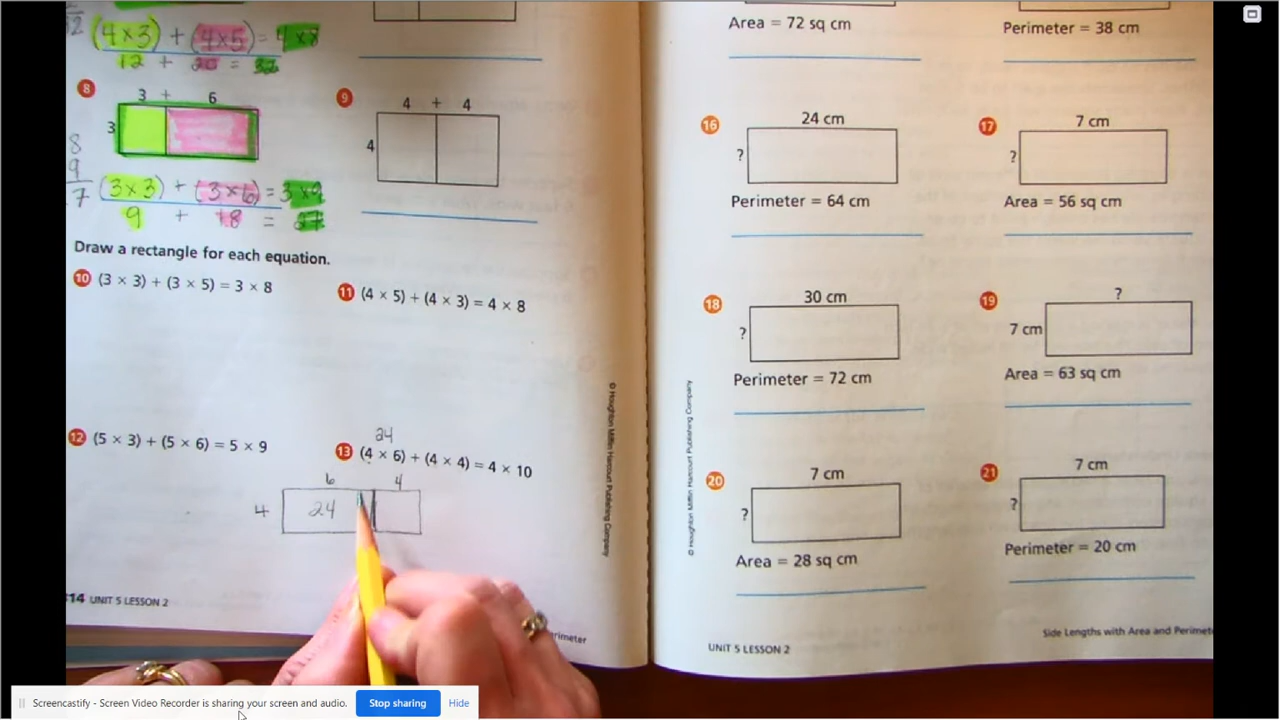 (4×3) + (4×5) = 4×8
12 + 20 = 32
8
3 + 6
3
8
9
(3×3) + (3×6) = 3×9
9 + 18 =
9
4 + 4
4
Draw a rectangle for each equation.
10 (3 × 3) + (3 × 5) = 3 × 8
11 (4 × 5) + (4 × 3) = 4 × 8
12 (5 × 3) + (5 × 6) = 5 × 9
24
13 (4 × 6) + (4 × 4) = 4 × 10
6 4
4 24
14 UNIT 5 LESSON 2
© Houghton Mifflin Harcourt Publishing Company
Area = 72 sq cm
Perimeter = 38 cm
16
24 cm
?
Perimeter = 64 cm
17
7 cm
?
Area = 56 sq cm
18
30 cm
?
Perimeter = 72 cm
19
?
7 cm
Area = 63 sq cm
20
7 cm
?
Area = 28 sq cm
21
7 cm
?
Perimeter = 20 cm
© Houghton Mifflin Harcourt Publishing Company
UNIT 5 LESSON 2
Side Lengths with Area and
Screencastify - Screen Video Recorder is sharing your screen and audio.
Stop sharing
Hide